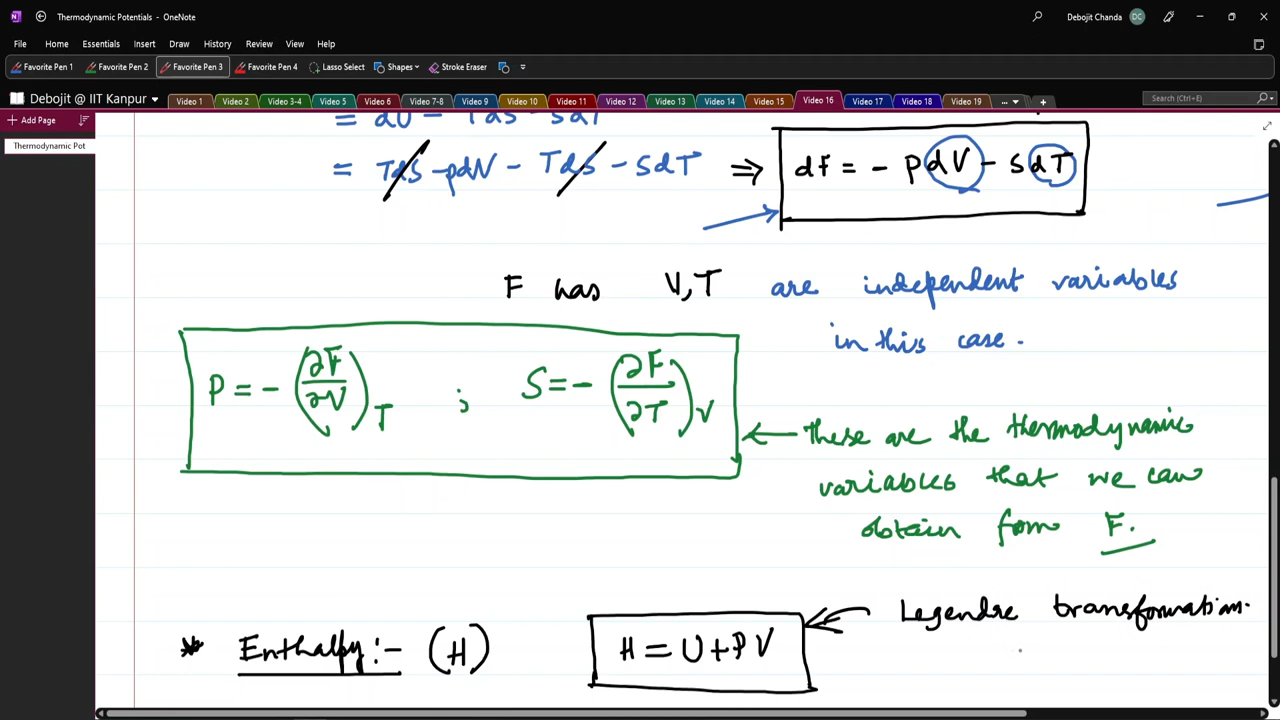 Thermodynamic Potentials - OneNote
Debojit Chanda DC
File Home Essentials Insert Draw History Review View Help
Favorite Pen 1 Favorite Pen 2 Favorite Pen 3 Favorite Pen 4 Lasso Select Shapes Stroke Eraser
Debojit @ IIT Kanpur Video 1 Video 2 Video 3-4 Video 5 Video 6 Video 7-8 Video 9 Video 10 Video 11 Video 12 Video 13 Video 14 Video 15 Video 16 Video 17 Video 18 Video 19 ... + Search (Ctrl+E)
+ Add Page
Thermodynamic Pot
= dU - TdS - SdT
= TdS - pdV - TdS - SdT ⇒ dF = - PdV - SdT
F has V,T are independent variables
in this case.
P = - (∂F/∂V)_T ; S = - (∂F/∂T)_V
← these are the thermodynamic
variables that we can
obtain from F.
* Enthalpy:- (H) H = U + PV Legendre transformation.